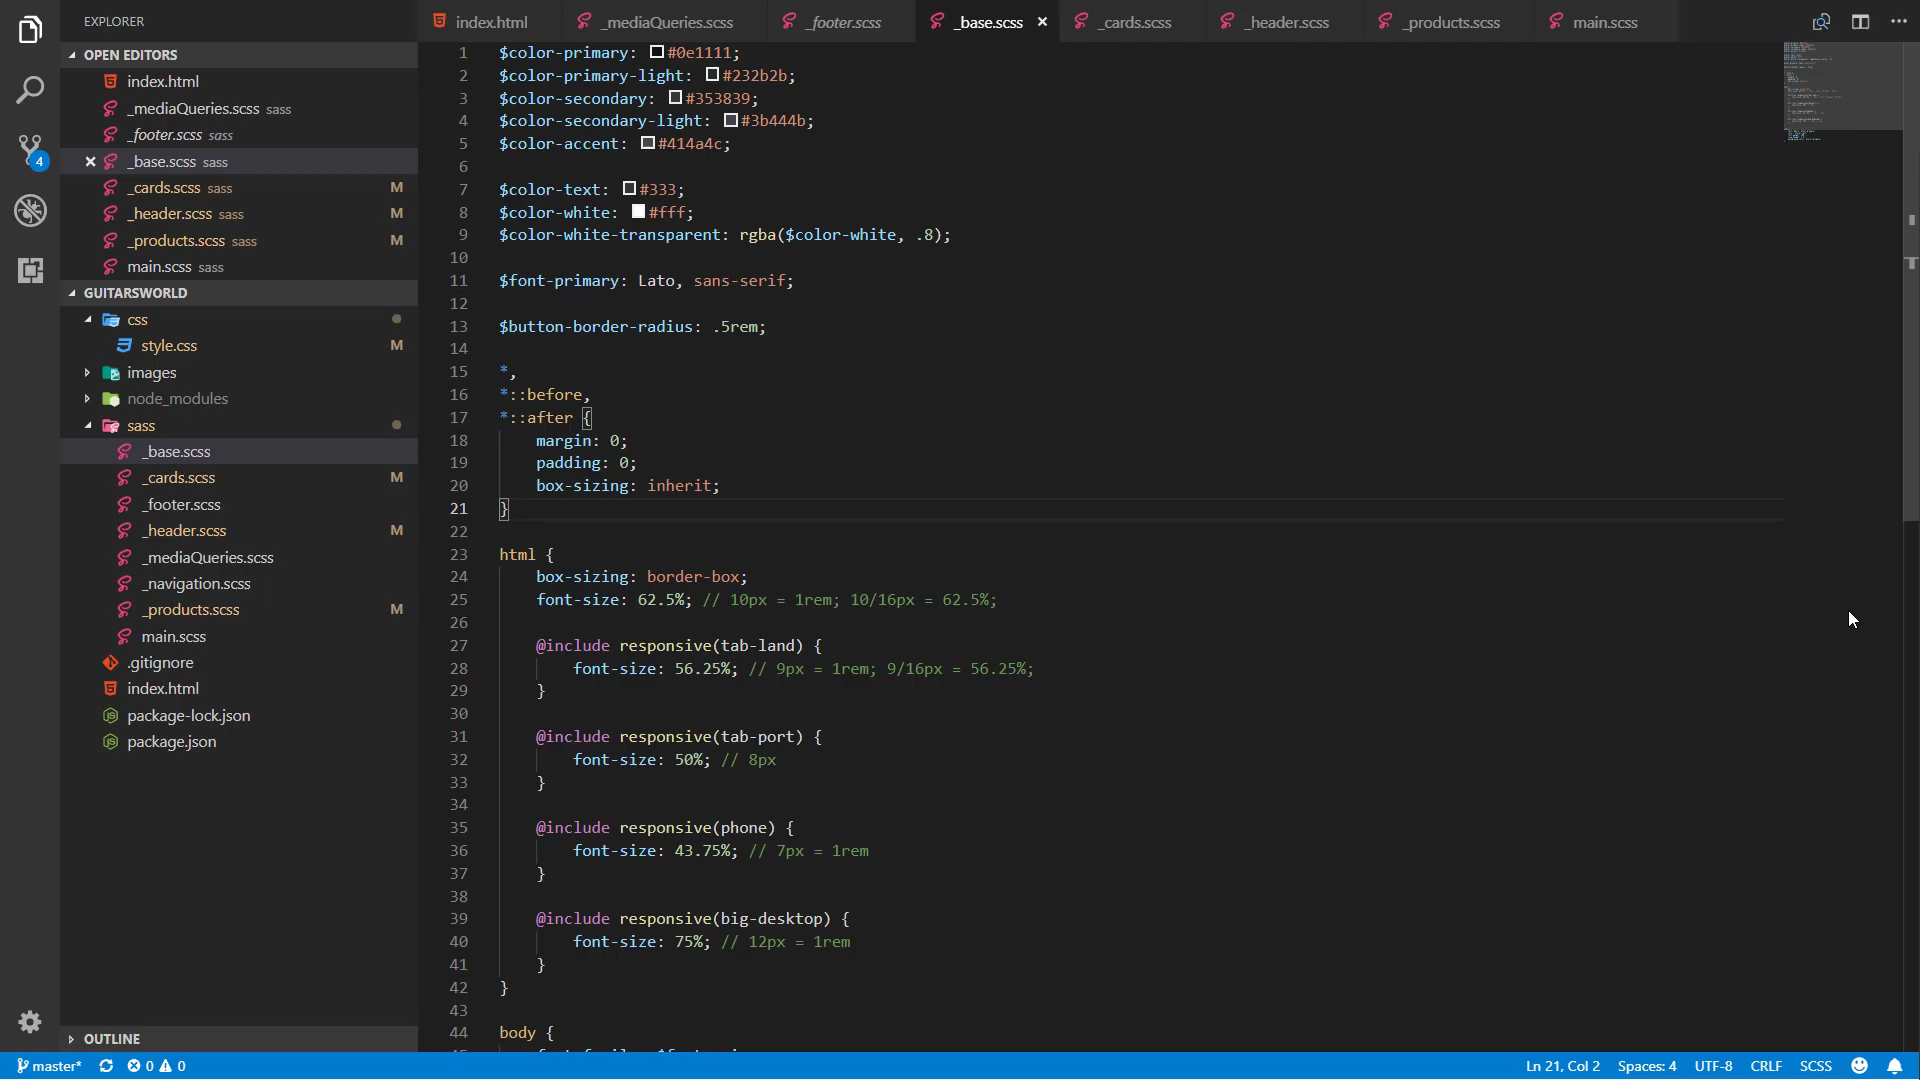 EXPLORER
OPEN EDITORS
index.html
_mediaQueries.scss sass
_footer.scss sass
_base.scss sass
_cards.scss sass M
_header.scss sass M
_products.scss sass M
main.scss sass
GUITARSWORLD
css
style.css M
images
node_modules
sass
_base.scss
_cards.scss M
_footer.scss
_header.scss M
_mediaQueries.scss
_navigation.scss
_products.scss M
main.scss
.gitignore
index.html
package-lock.json
package.json
OUTLINE
4
index.html _mediaQueries.scss _footer.scss _base.scss _cards.scss _header.scss _products.scss main.scss
1 $color-primary: #0e1111;
2 $color-primary-light: #232b2b;
3 $color-secondary: #353839;
4 $color-secondary-light: #3b444b;
5 $color-accent: #414a4c;
6
7 $color-text: #333;
8 $color-white: #fff;
9 $color-white-transparent: rgba($color-white, .8);
10
11 $font-primary: Lato, sans-serif;
12
13 $button-border-radius: .5rem;
14
15 *,
16 *::before,
17 *::after {
18 margin: 0;
19 padding: 0;
20 box-sizing: inherit;
21 }
22
23 html {
24 box-sizing: border-box;
25 font-size: 62.5%; // 10px = 1rem; 10/16px = 62.5%;
26
27 @include responsive(tab-land) {
28 font-size: 56.25%; // 9px = 1rem; 9/16px = 56.25%;
29 }
30
31 @include responsive(tab-port) {
32 font-size: 50%; // 8px
33 }
34
35 @include responsive(phone) {
36 font-size: 43.75%; // 7px = 1rem
37 }
38
39 @include responsive(big-desktop) {
40 font-size: 75%; // 12px = 1rem
41 }
42 }
43
44 body {
master* 0 0 Ln 21, Col 2 Spaces: 4 UTF-8 CRLF SCSS